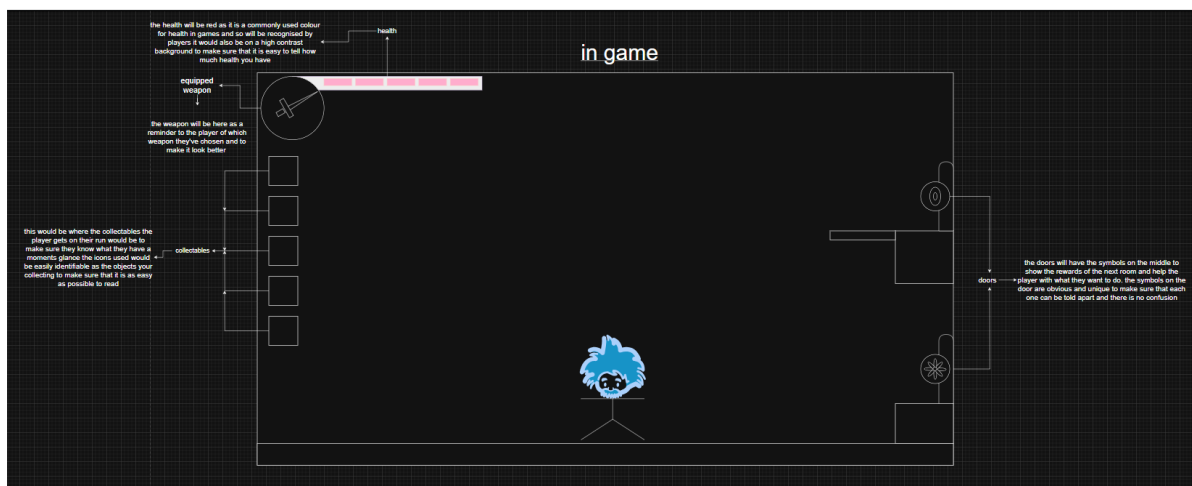 the health will be red as it is a commonly used colour
for health in games and so will be recognised by
players it would also be on a high contrast
background to make sure that it is easy to tell how
much health you have
health
in game
equipped
weapon
the weapon will be here as a
reminder to the player of which
weapon they've chosen and to
make it look better
this would be where the collectables the
player gets on their run would be to
make sure they know what they have a
moments glance the icons used would
be easily identifiable as the objects your
collecting to make sure that it is as easy
as possible to read
collectables
doors
the doors will have the symbols on the middle to
show the rewards of the next room and help the
player with what they want to do. the symbols on the
door are obvious and unique to make sure that each
one can be told apart and there is no confusion